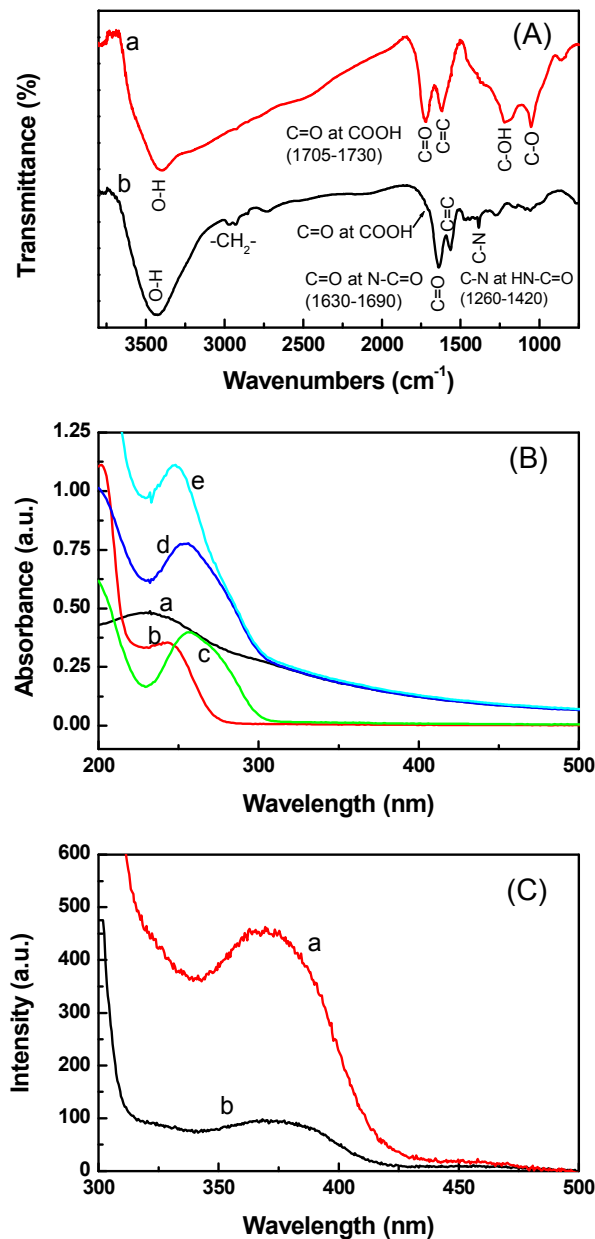 (A)
a
C=O at COOH
(1705-1730)
C=O
C=C
C-OH
C-O
O-H
b
-CH2-
C=O at COOH
C=C
C-N
O-H
C=O at N-C=O
(1630-1690)
C=O
C-N at HN-C=O
(1260-1420)
Transmittance (%)
3500 3000 2500 2000 1500 1000
Wavenumbers (cm-1)
(B)
1.25
1.00
0.75
0.50
0.25
0.00
e
d
a
b
c
Absorbance (a.u.)
200 300 400 500
Wavelength (nm)
(C)
600
500
400
300
200
100
0
a
b
Intensity (a.u.)
300 350 400 450 500
Wavelength (nm)